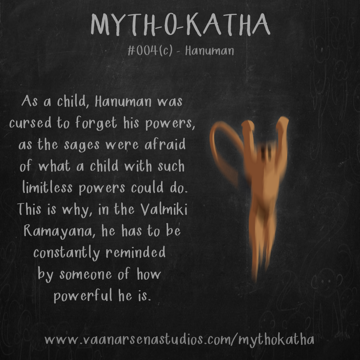 MYTH-O-KATHA
#004(c) - Hanuman
As a child, Hanuman was
cursed to forget his powers,
as the sages were afraid
of what a child with such
limitless powers could do.
This is why, in the Valmiki
Ramayana, he has to be
constantly reminded
by someone of how
powerful he is.
www.vaanarsenastudios.com/mythokatha